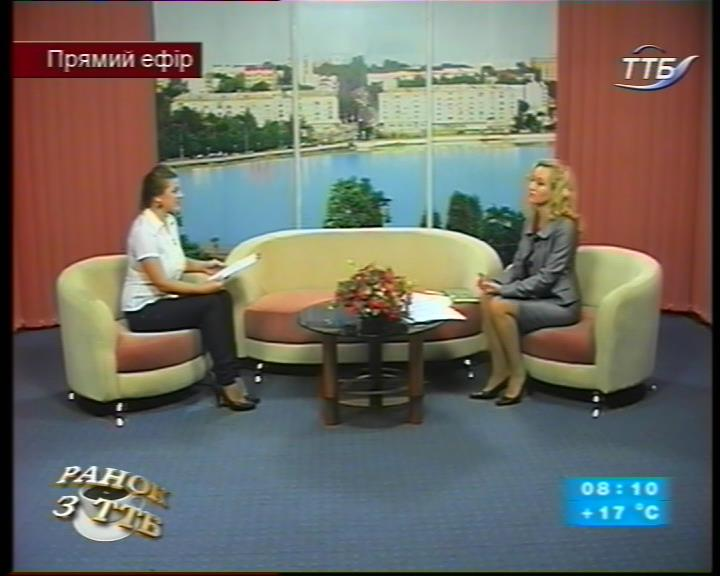 Прямий ефір
ТТБ
РАНОК
З ТТБ
08:10
+17 °C